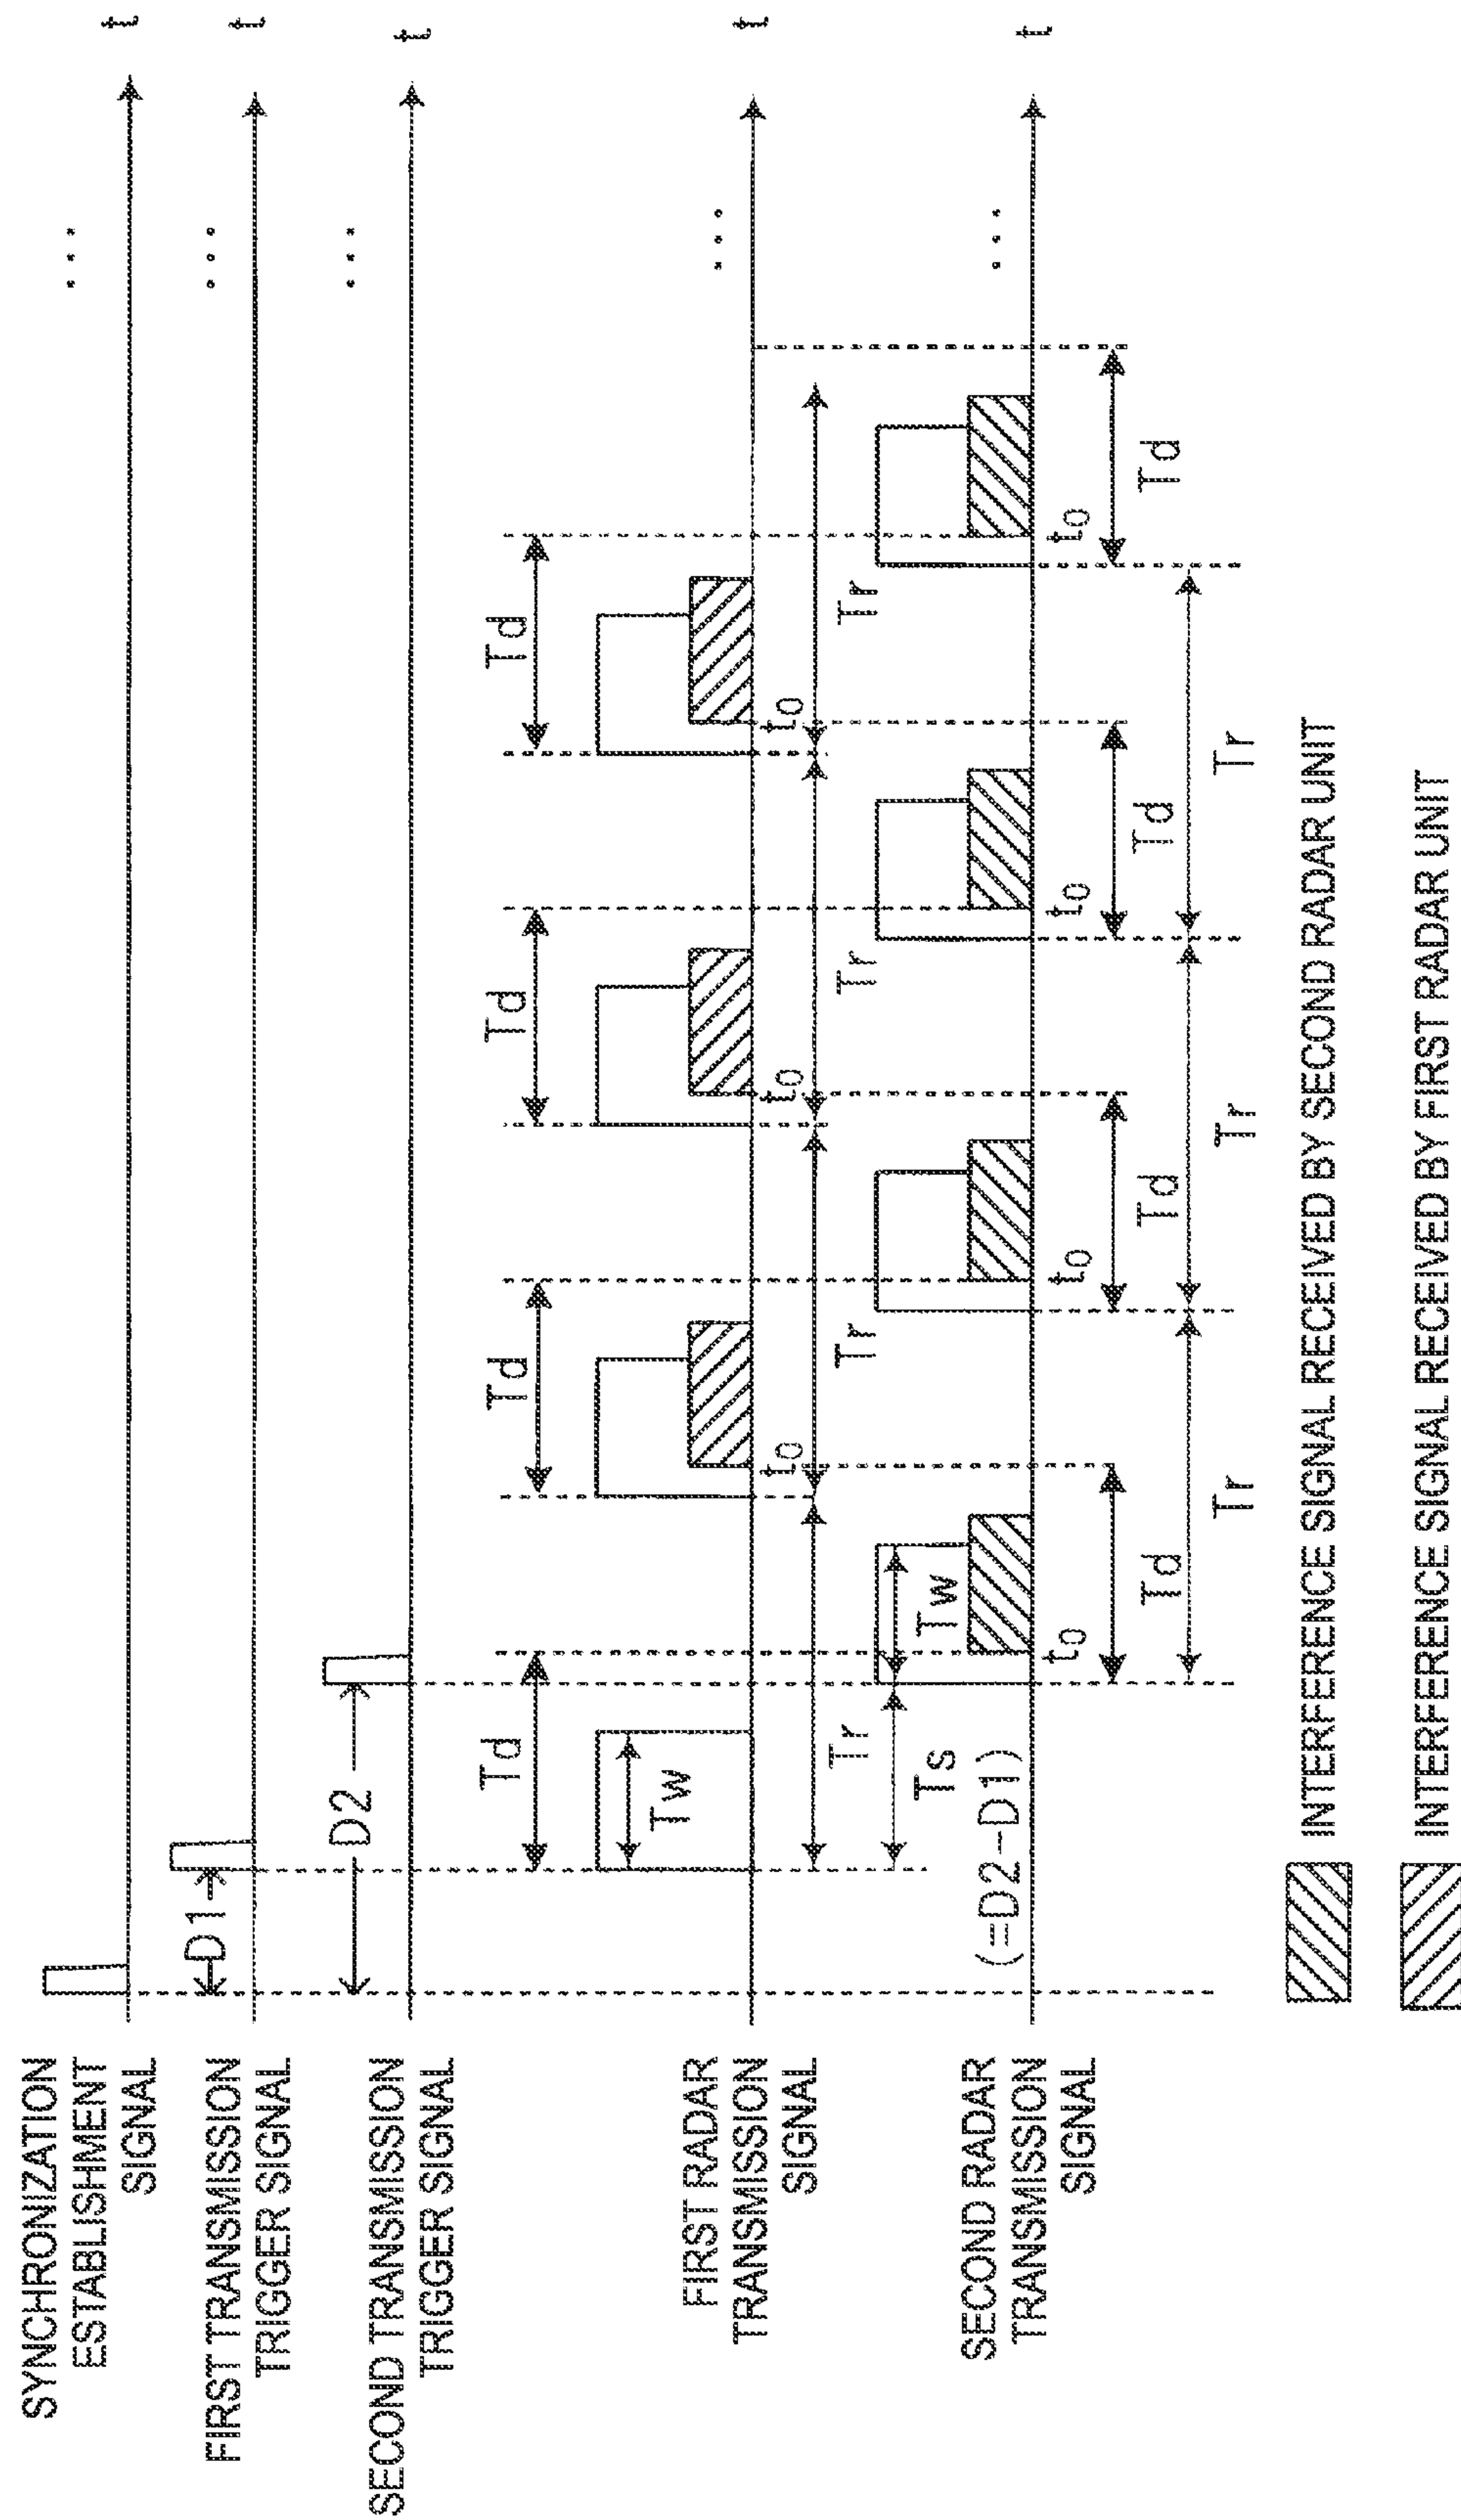 SYNCHRONIZATION
ESTABLISHMENT
SIGNAL
t
D1
FIRST TRANSMISSION
TRIGGER SIGNAL
t
D2
SECOND TRANSMISSION
TRIGGER SIGNAL
t
Td
Td
Td
Td
Tw
FIRST RADAR
TRANSMISSION
SIGNAL
t
t0
t0
t0
Tr
Tr
Tr
Tr
Ts
(=D2-D1)
Tw
SECOND RADAR
TRANSMISSION
SIGNAL
t
t0
t0
t0
t0
Td
Td
Td
Td
Tr
Tr
Tr
INTERFERENCE SIGNAL RECEIVED BY SECOND RADAR UNIT
INTERFERENCE SIGNAL RECEIVED BY FIRST RADAR UNIT